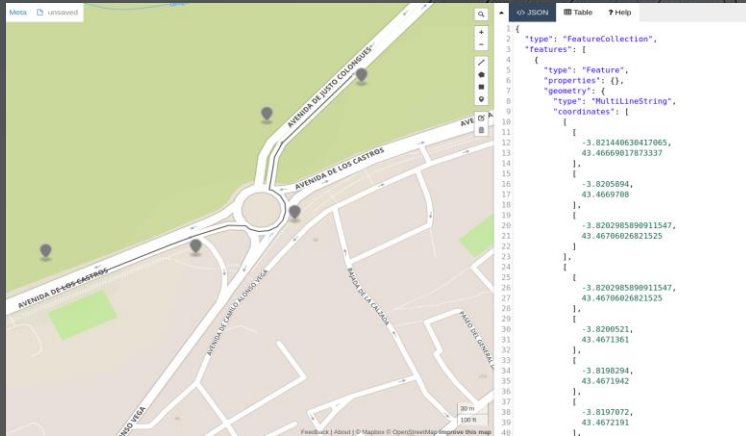 Meta unsaved
</> JSON Table ? Help
AVENIDA DE JUSTO COLONGUES
AVENIDA DE LOS CASTROS
AVE
AVENIDA DE LOS CASTROS
AVENIDA DE CAMILO ALONSO VEGA
BAJADA DE LA CALZADA
PASEO DEL GENERAL
NSO VEGA
30 m
100 ft
Feedback | About | © Mapbox © OpenStreetMap Improve this map
1 {
2 "type": "FeatureCollection",
3 "features": [
4 {
5 "type": "Feature",
6 "properties": {},
7 "geometry": {
8 "type": "MultiLineString",
9 "coordinates": [
10 [
11 [
12 -3.821440630417065,
13 43.46669017873337
14 ],
15 [
16 -3.8205894,
17 43.4669708
18 ],
19 [
20 -3.8202985890911547,
21 43.46706026821525
22 ]
23 ],
24 [
25 [
26 -3.8202985890911547,
27 43.46706026821525
28 ],
29 [
30 -3.8200521,
31 43.4671361
32 ],
33 [
34 -3.8198294,
35 43.4671942
36 ],
37 [
38 -3.8197072,
39 43.4672191
40 ],